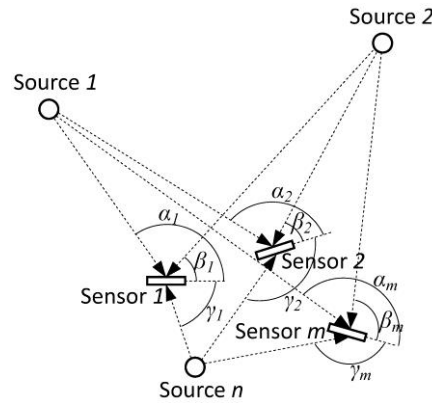 Source 2
Source 1
α2
α1
β2
β1
Sensor 2
αm
Sensor 1
γ1
γ2
Sensor m
βm
γm
Source n